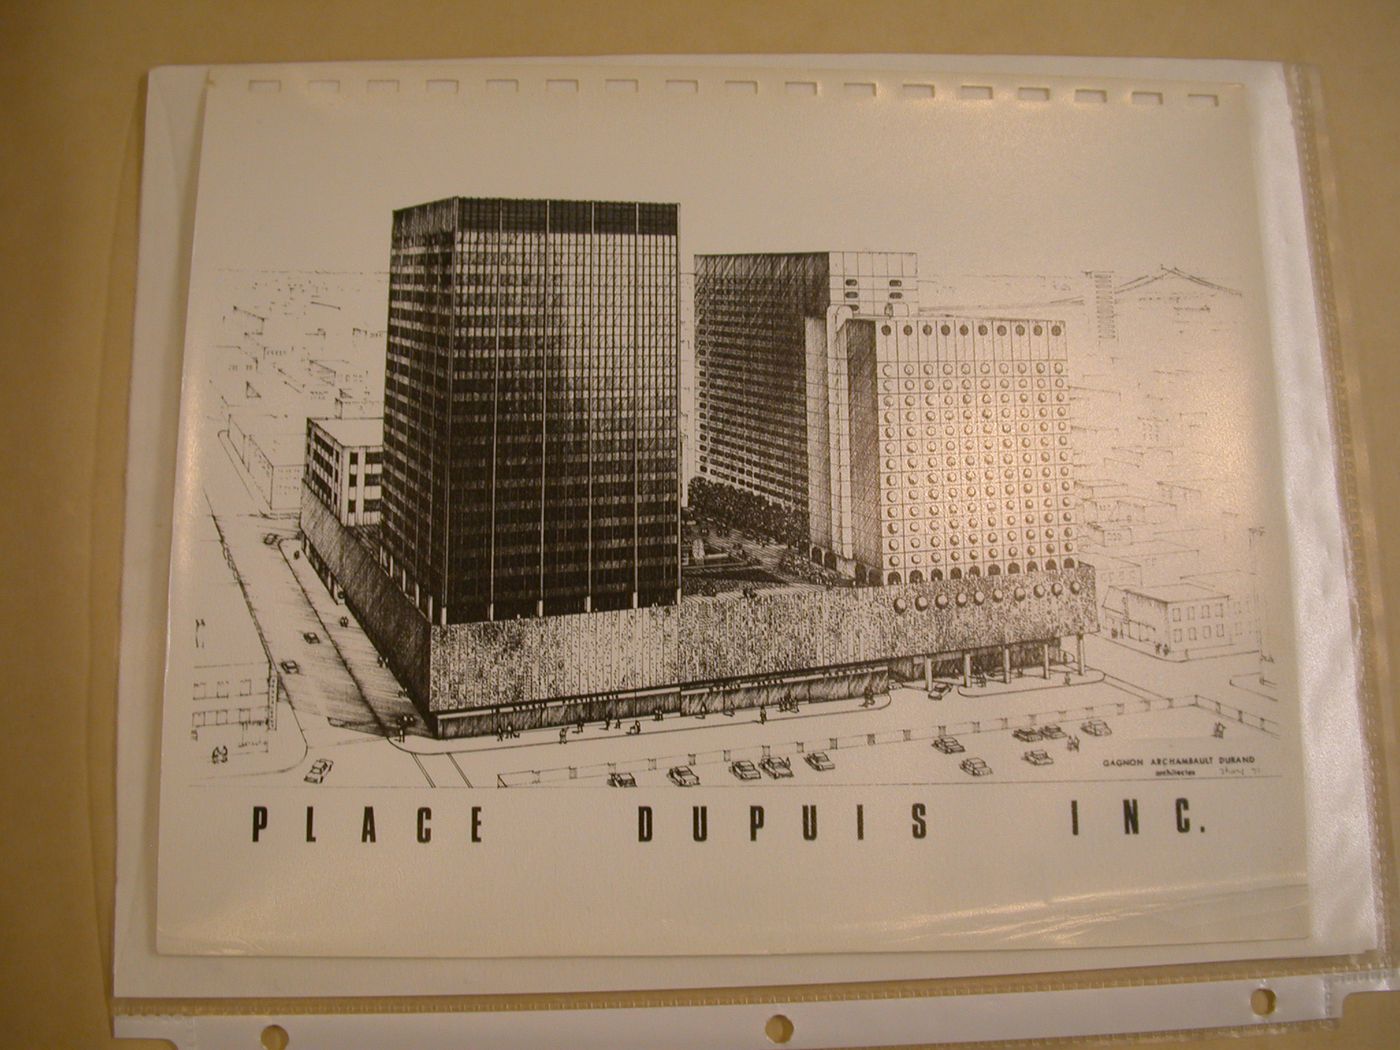 GAGNON ARCHAMBAULT DURAND
architectes
PLACE DUPUIS INC.